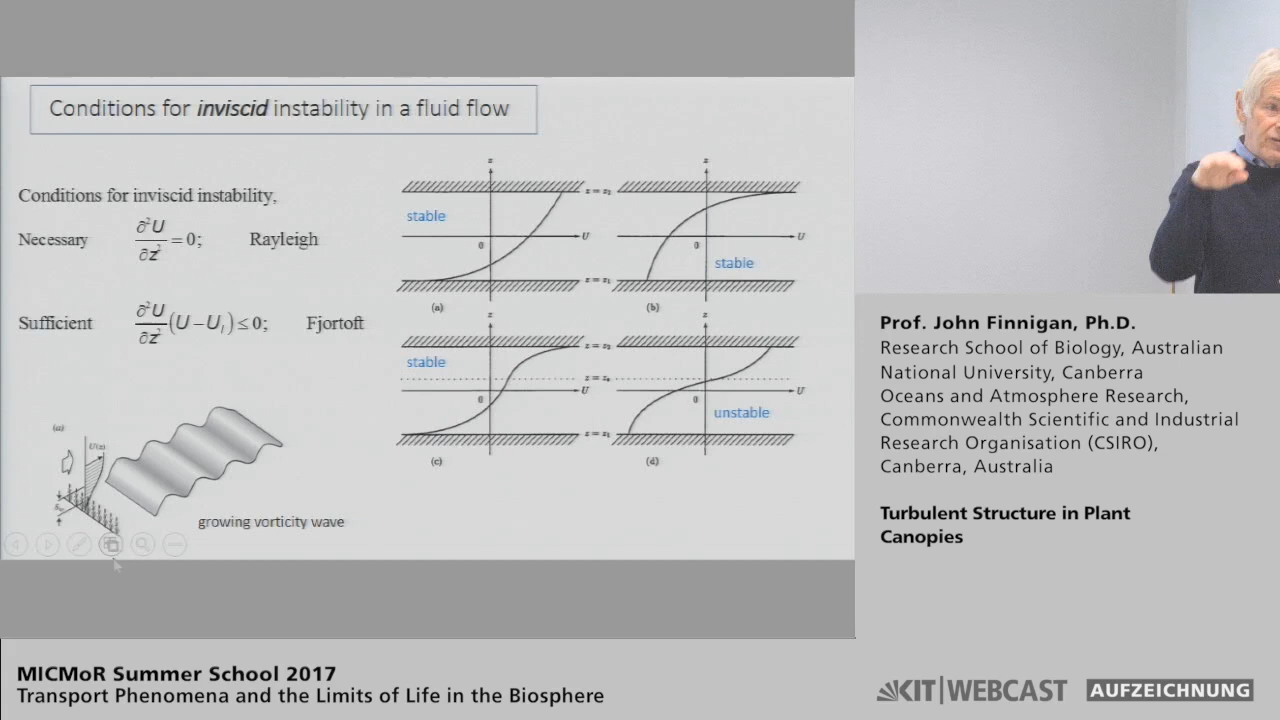 Conditions for inviscid instability in a fluid flow
Conditions for inviscid instability,
Necessary ∂²U/∂z² = 0; Rayleigh
Sufficient ∂²U/∂z² (U − U_I) ≤ 0; Fjortoft
z
z
stable
z = z₂
0
U
0
U
stable
z = z₁
(a)
(b)
z
z
stable
z = z₂
z = zₛ
0
U
0
U
unstable
z = z₁
(c)
(d)
(a)
U(z)
growing vorticity wave
Prof. John Finnigan, Ph.D.
Research School of Biology, Australian
National University, Canberra
Oceans and Atmosphere Research,
Commonwealth Scientific and Industrial
Research Organisation (CSIRO),
Canberra, Australia
Turbulent Structure in Plant
Canopies
MICMoR Summer School 2017
Transport Phenomena and the Limits of Life in the Biosphere
KIT|WEBCAST AUFZEICHNUNG